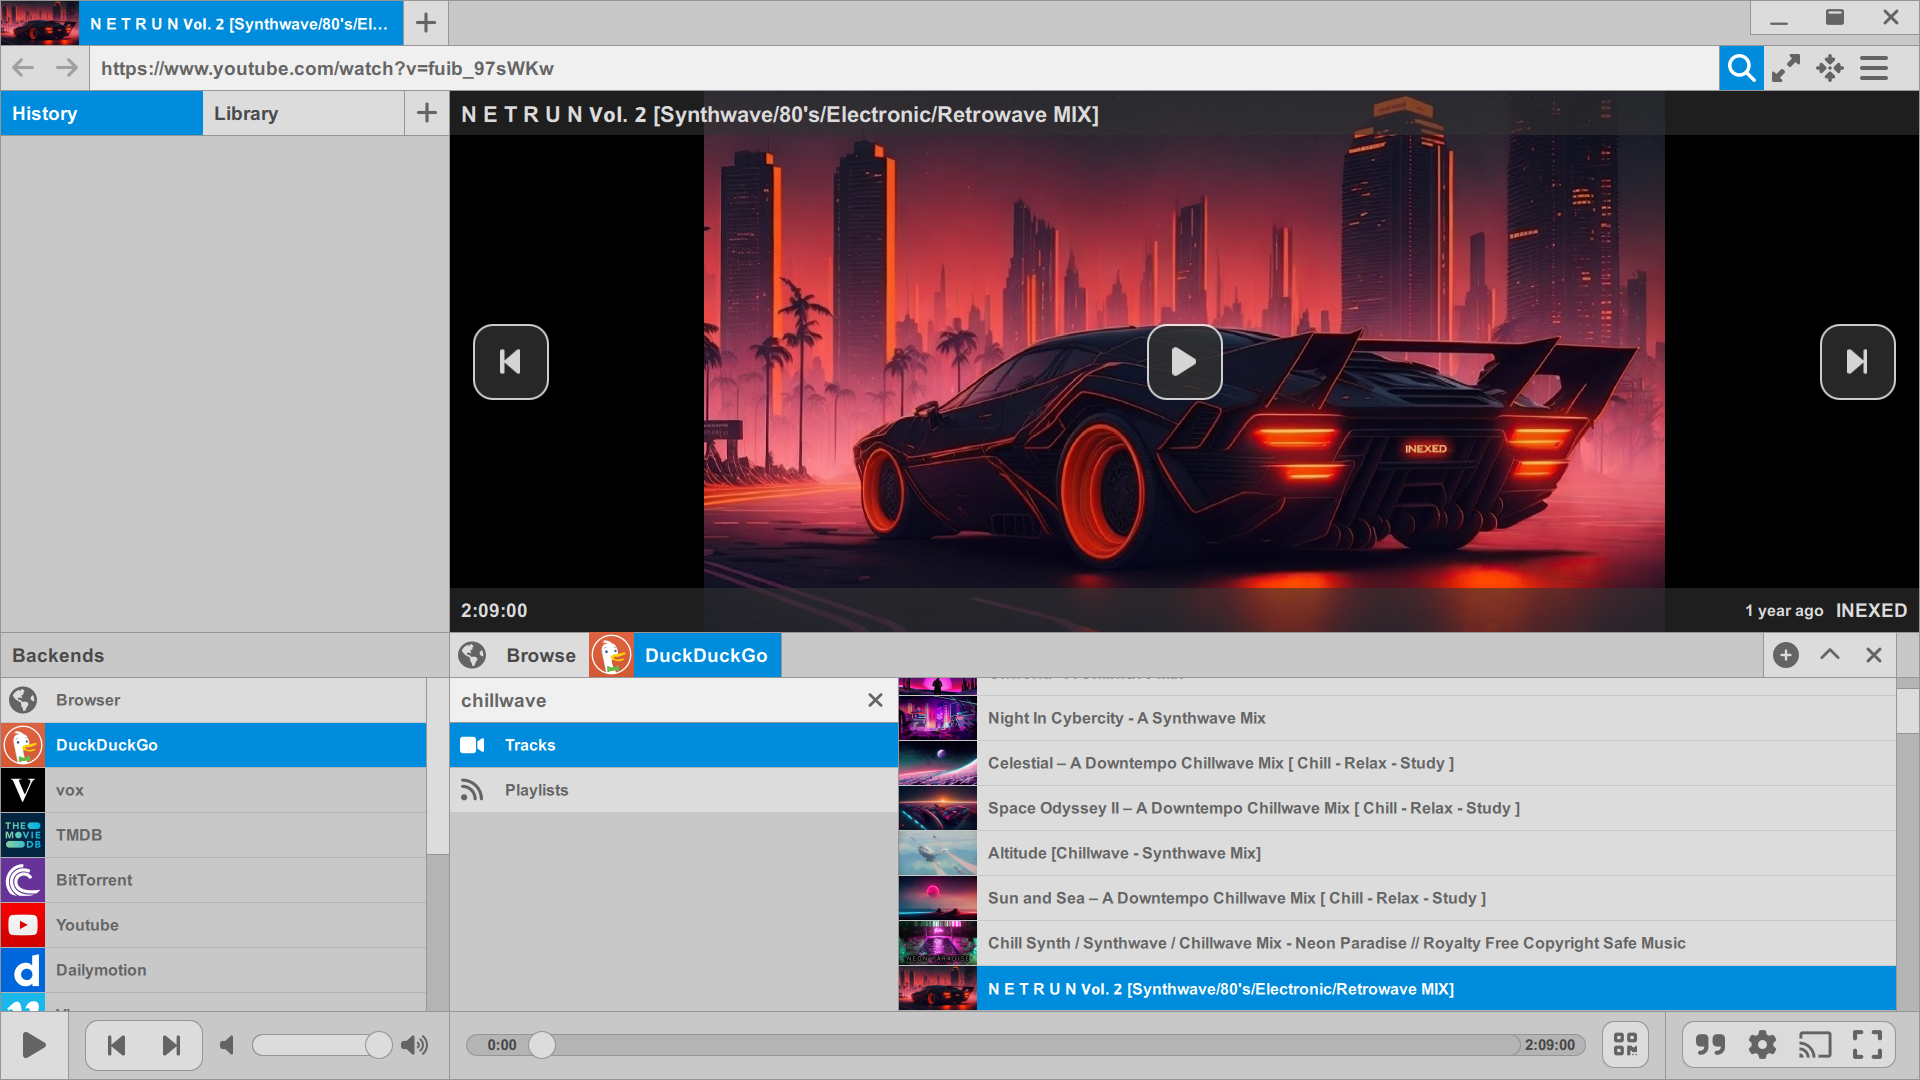 N E T R U N Vol. 2 [Synthwave/80's/El...
https://www.youtube.com/watch?v=fuib_97sWKw
History
Library
N E T R U N Vol. 2 [Synthwave/80's/Electronic/Retrowave MIX]
INEXED
2:09:00
1 year ago INEXED
Backends
Browse
DuckDuckGo
Browser
DuckDuckGo
vox
THE MOVIE DB
TMDB
BitTorrent
Youtube
Dailymotion
chillwave
Tracks
Playlists
Night In Cybercity - A Synthwave Mix
Celestial – A Downtempo Chillwave Mix [ Chill - Relax - Study ]
Space Odyssey II – A Downtempo Chillwave Mix [ Chill - Relax - Study ]
Altitude [Chillwave - Synthwave Mix]
Sun and Sea – A Downtempo Chillwave Mix [ Chill - Relax - Study ]
NEON PARADISE
Chill Synth / Synthwave / Chillwave Mix - Neon Paradise // Royalty Free Copyright Safe Music
N E T R U N Vol. 2 [Synthwave/80's/Electronic/Retrowave MIX]
0:00
2:09:00